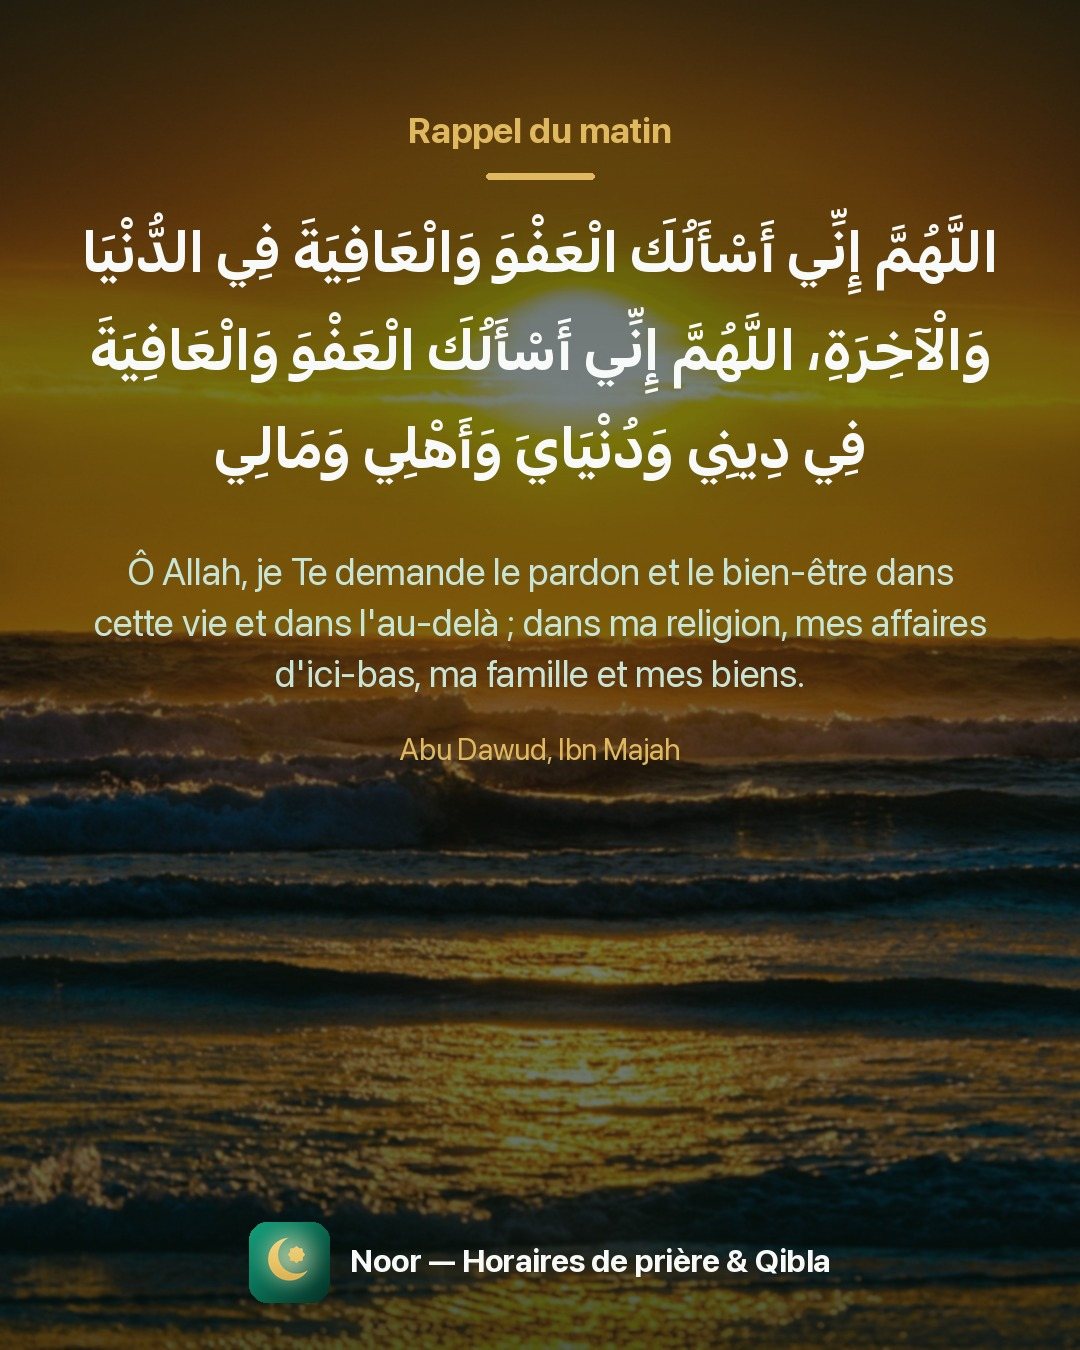 Rappel du matin
اللَّهُمَّ إِنِّي أَسْأَلُكَ الْعَفْوَ وَالْعَافِيَةَ فِي الدُّنْيَا
وَالْآخِرَةِ، اللَّهُمَّ إِنِّي أَسْأَلُكَ الْعَفْوَ وَالْعَافِيَةَ
فِي دِينِي وَدُنْيَايَ وَأَهْلِي وَمَالِي
Ô Allah, je Te demande le pardon et le bien-être dans
cette vie et dans l'au-delà ; dans ma religion, mes affaires
d'ici-bas, ma famille et mes biens.
Abu Dawud, Ibn Majah
Noor — Horaires de prière & Qibla